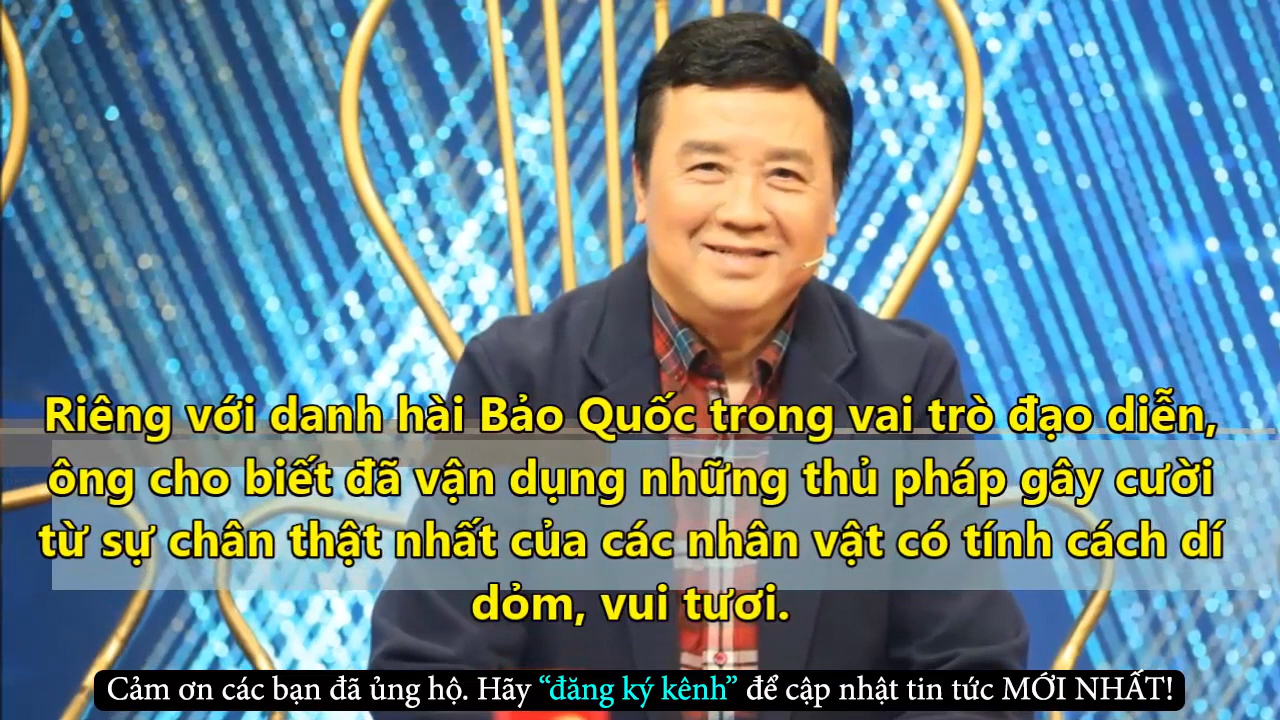 Riêng với danh hài Bảo Quốc trong vai trò đạo diễn,
ông cho biết đã vận dụng những thủ pháp gây cười
từ sự chân thật nhất của các nhân vật có tính cách dí
dỏm, vui tươi.
Cảm ơn các bạn đã ủng hộ. Hãy “đăng ký kênh” để cập nhật tin tức MỚI NHẤT!